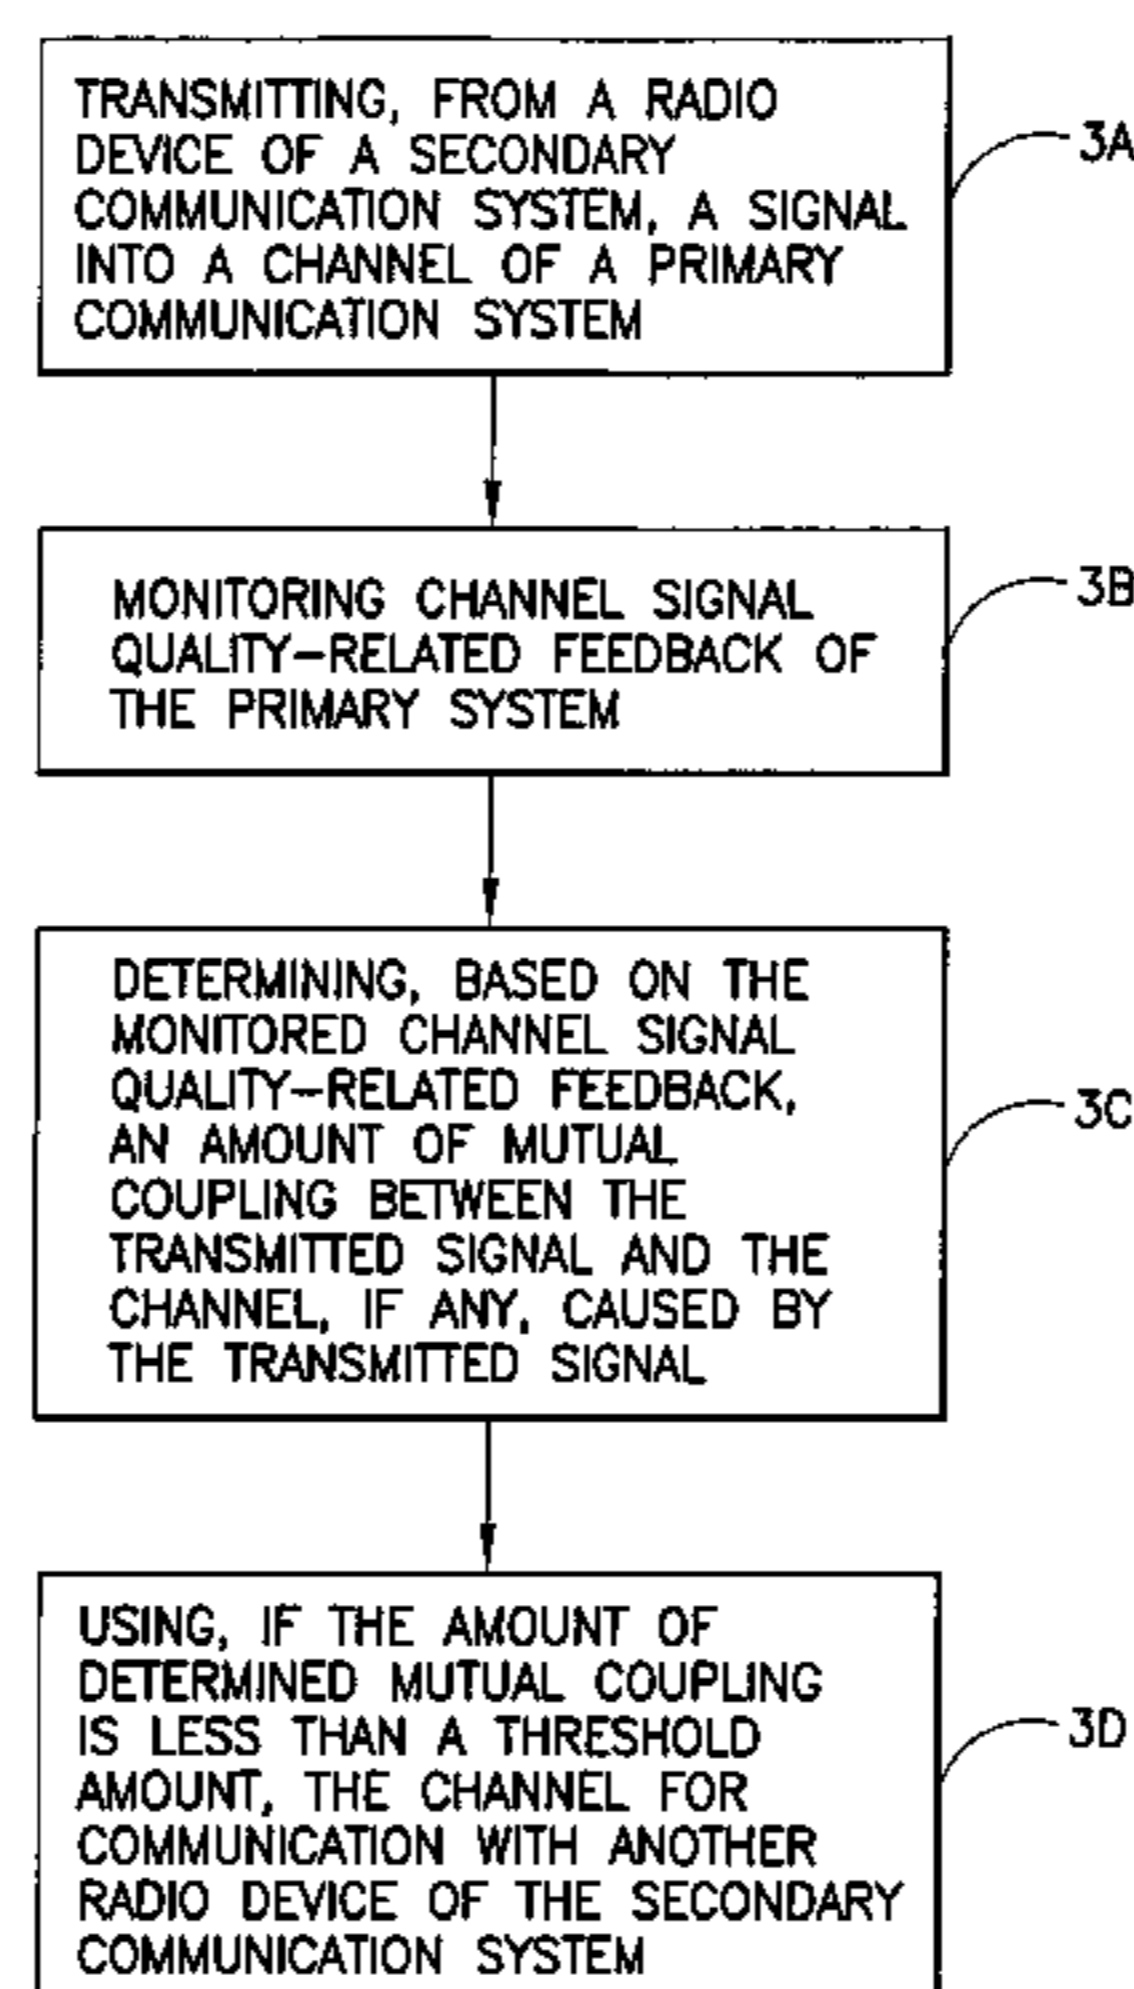 TRANSMITTING, FROM A RADIO
DEVICE OF A SECONDARY
COMMUNICATION SYSTEM, A SIGNAL
INTO A CHANNEL OF A PRIMARY
COMMUNICATION SYSTEM
3A
MONITORING CHANNEL SIGNAL
QUALITY-RELATED FEEDBACK OF
THE PRIMARY SYSTEM
3B
DETERMINING, BASED ON THE
MONITORED CHANNEL SIGNAL
QUALITY-RELATED FEEDBACK,
AN AMOUNT OF MUTUAL
COUPLING BETWEEN THE
TRANSMITTED SIGNAL AND THE
CHANNEL, IF ANY, CAUSED BY
THE TRANSMITTED SIGNAL
3C
USING, IF THE AMOUNT OF
DETERMINED MUTUAL COUPLING
IS LESS THAN A THRESHOLD
AMOUNT, THE CHANNEL FOR
COMMUNICATION WITH ANOTHER
RADIO DEVICE OF THE SECONDARY
COMMUNICATION SYSTEM
3D